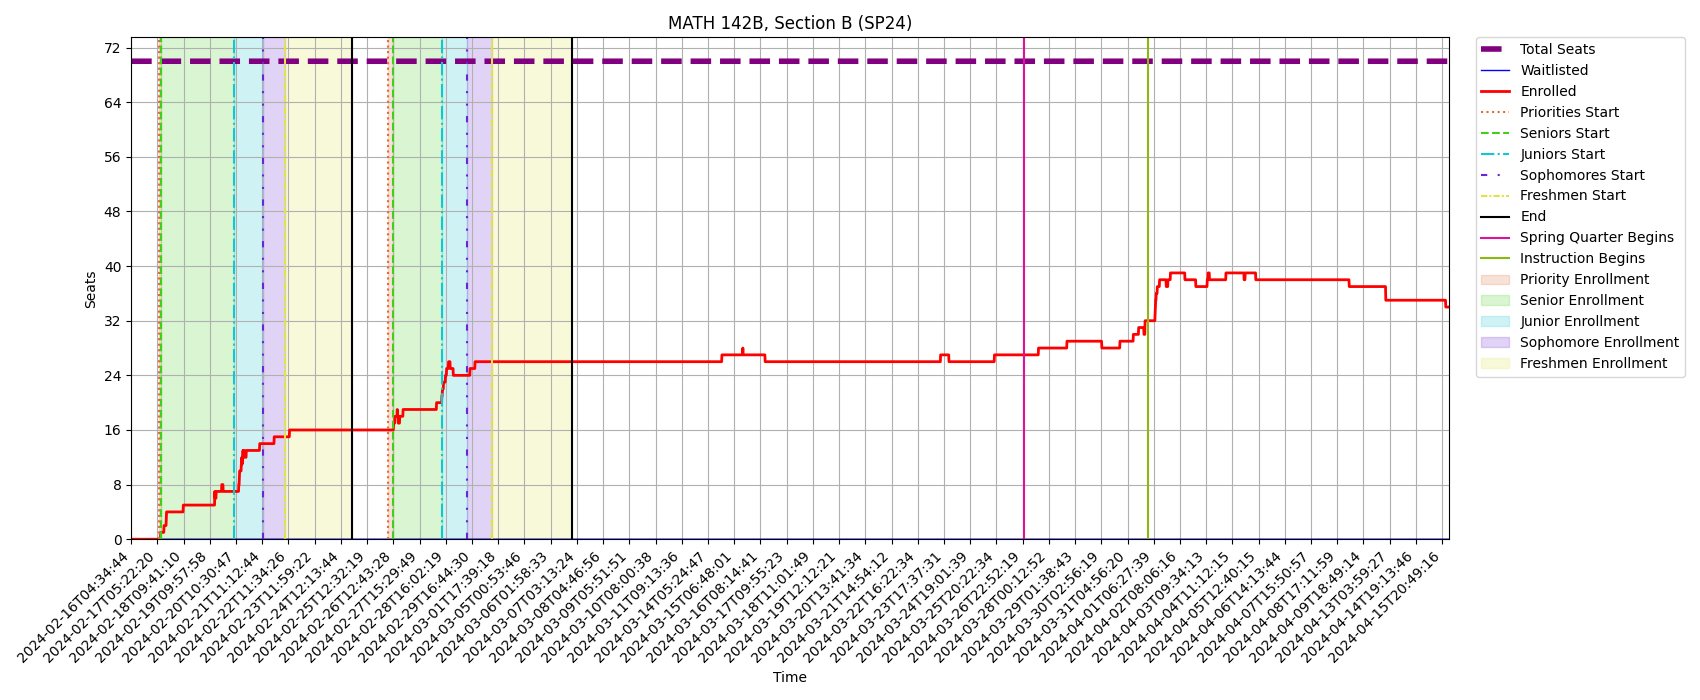 MATH 142B, Section B (SP24)
72
64
56
48
40
32
24
16
8
0
Seats
2024-02-16T04:34:44
2024-02-17T05:22:20
2024-02-18T09:41:10
2024-02-19T09:57:58
2024-02-20T10:30:47
2024-02-21T11:12:44
2024-02-22T11:34:26
2024-02-23T11:59:22
2024-02-24T12:13:44
2024-02-25T12:32:19
2024-02-26T12:43:28
2024-02-27T15:29:49
2024-02-28T16:02:19
2024-02-29T16:44:30
2024-03-01T17:39:18
2024-03-05T00:53:46
2024-03-06T01:58:33
2024-03-07T03:13:24
2024-03-08T04:46:56
2024-03-09T05:51:51
2024-03-10T08:00:38
2024-03-11T09:13:36
2024-03-14T05:24:47
2024-03-15T06:48:01
2024-03-16T08:14:41
2024-03-17T09:55:23
2024-03-18T11:01:49
2024-03-19T12:12:21
2024-03-20T13:41:34
2024-03-21T14:54:12
2024-03-22T16:22:34
2024-03-23T17:37:31
2024-03-24T19:01:39
2024-03-25T20:22:34
2024-03-26T22:52:19
2024-03-28T00:12:52
2024-03-29T01:38:43
2024-03-30T02:56:19
2024-03-31T04:56:20
2024-04-01T06:27:39
2024-04-02T08:06:16
2024-04-03T09:34:13
2024-04-04T11:12:15
2024-04-05T12:40:15
2024-04-06T14:13:44
2024-04-07T15:50:57
2024-04-08T17:11:59
2024-04-09T18:49:14
2024-04-13T03:59:27
2024-04-14T19:13:46
2024-04-15T20:49:16
Time
Total Seats
Waitlisted
Enrolled
Priorities Start
Seniors Start
Juniors Start
Sophomores Start
Freshmen Start
End
Spring Quarter Begins
Instruction Begins
Priority Enrollment
Senior Enrollment
Junior Enrollment
Sophomore Enrollment
Freshmen Enrollment